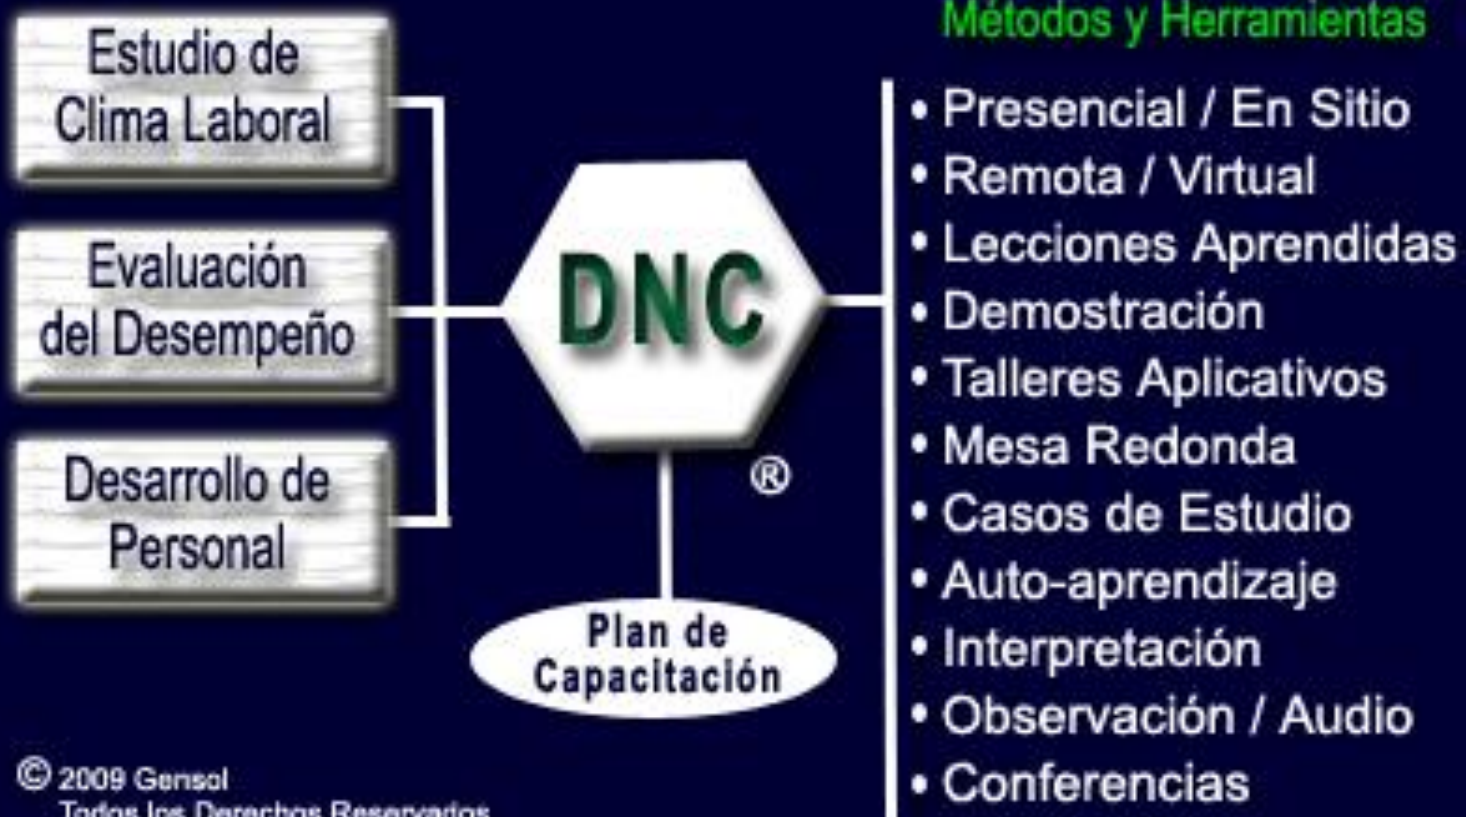 Estudio de
Clima Laboral
Evaluación
del Desempeño
Desarrollo de
Personal
DNC
®
Plan de
Capacitación
© 2009 Gensol
Todos los Derechos Reservados
Métodos y Herramientas
• Presencial / En Sitio
• Remota / Virtual
• Lecciones Aprendidas
• Demostración
• Talleres Aplicativos
• Mesa Redonda
• Casos de Estudio
• Auto-aprendizaje
• Interpretación
• Observación / Audio
• Conferencias